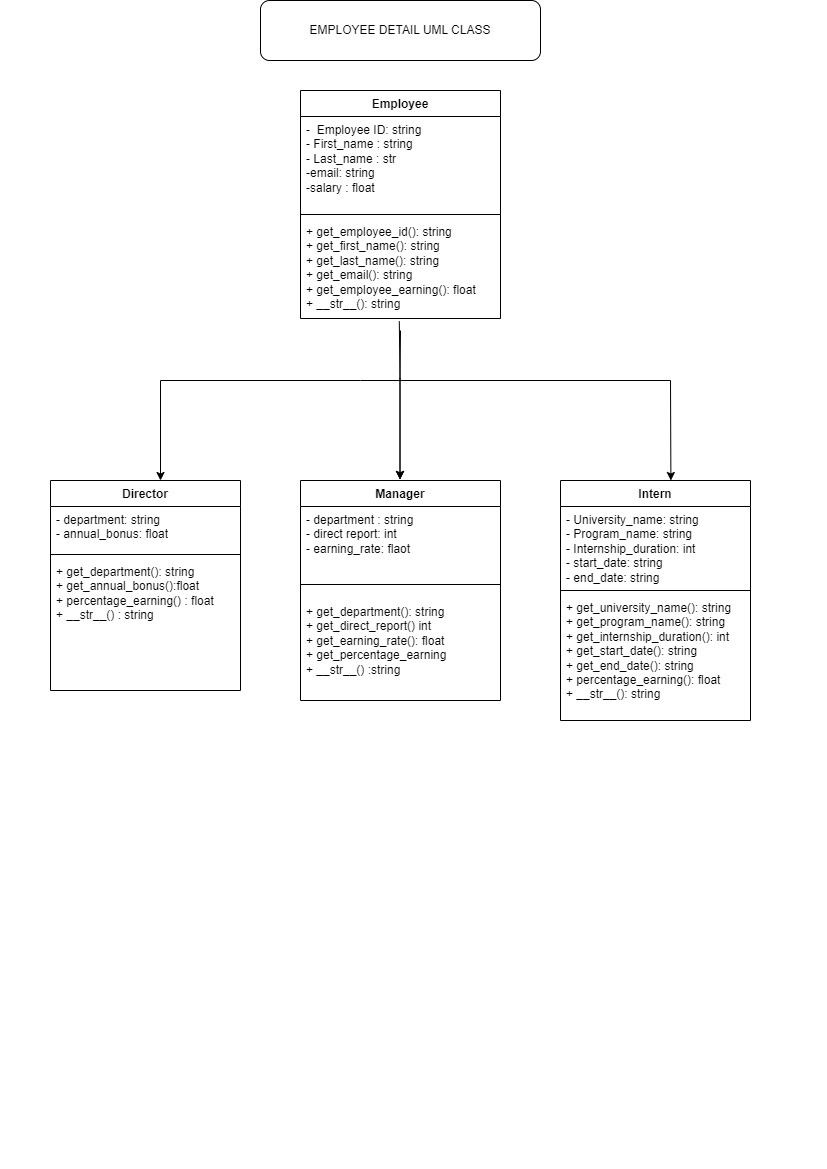 EMPLOYEE DETAIL UML CLASS
Employee
- Employee ID: string
- First_name : string
- Last_name : str
-email: string
-salary : float
+ get_employee_id(): string
+ get_first_name(): string
+ get_last_name(): string
+ get_email(): string
+ get_employee_earning(): float
+ __str__(): string
Director
- department: string
- annual_bonus: float
+ get_department(): string
+ get_annual_bonus():float
+ percentage_earning() : float
+ __str__() : string
Manager
- department : string
- direct report: int
- earning_rate: flaot
+ get_department(): string
+ get_direct_report() int
+ get_earning_rate(): float
+ get_percentage_earning
+ __str__() :string
Intern
- University_name: string
- Program_name: string
- Internship_duration: int
- start_date: string
- end_date: string
+ get_university_name(): string
+ get_program_name(): string
+ get_internship_duration(): int
+ get_start_date(): string
+ get_end_date(): string
+ percentage_earning(): float
+ __str__(): string